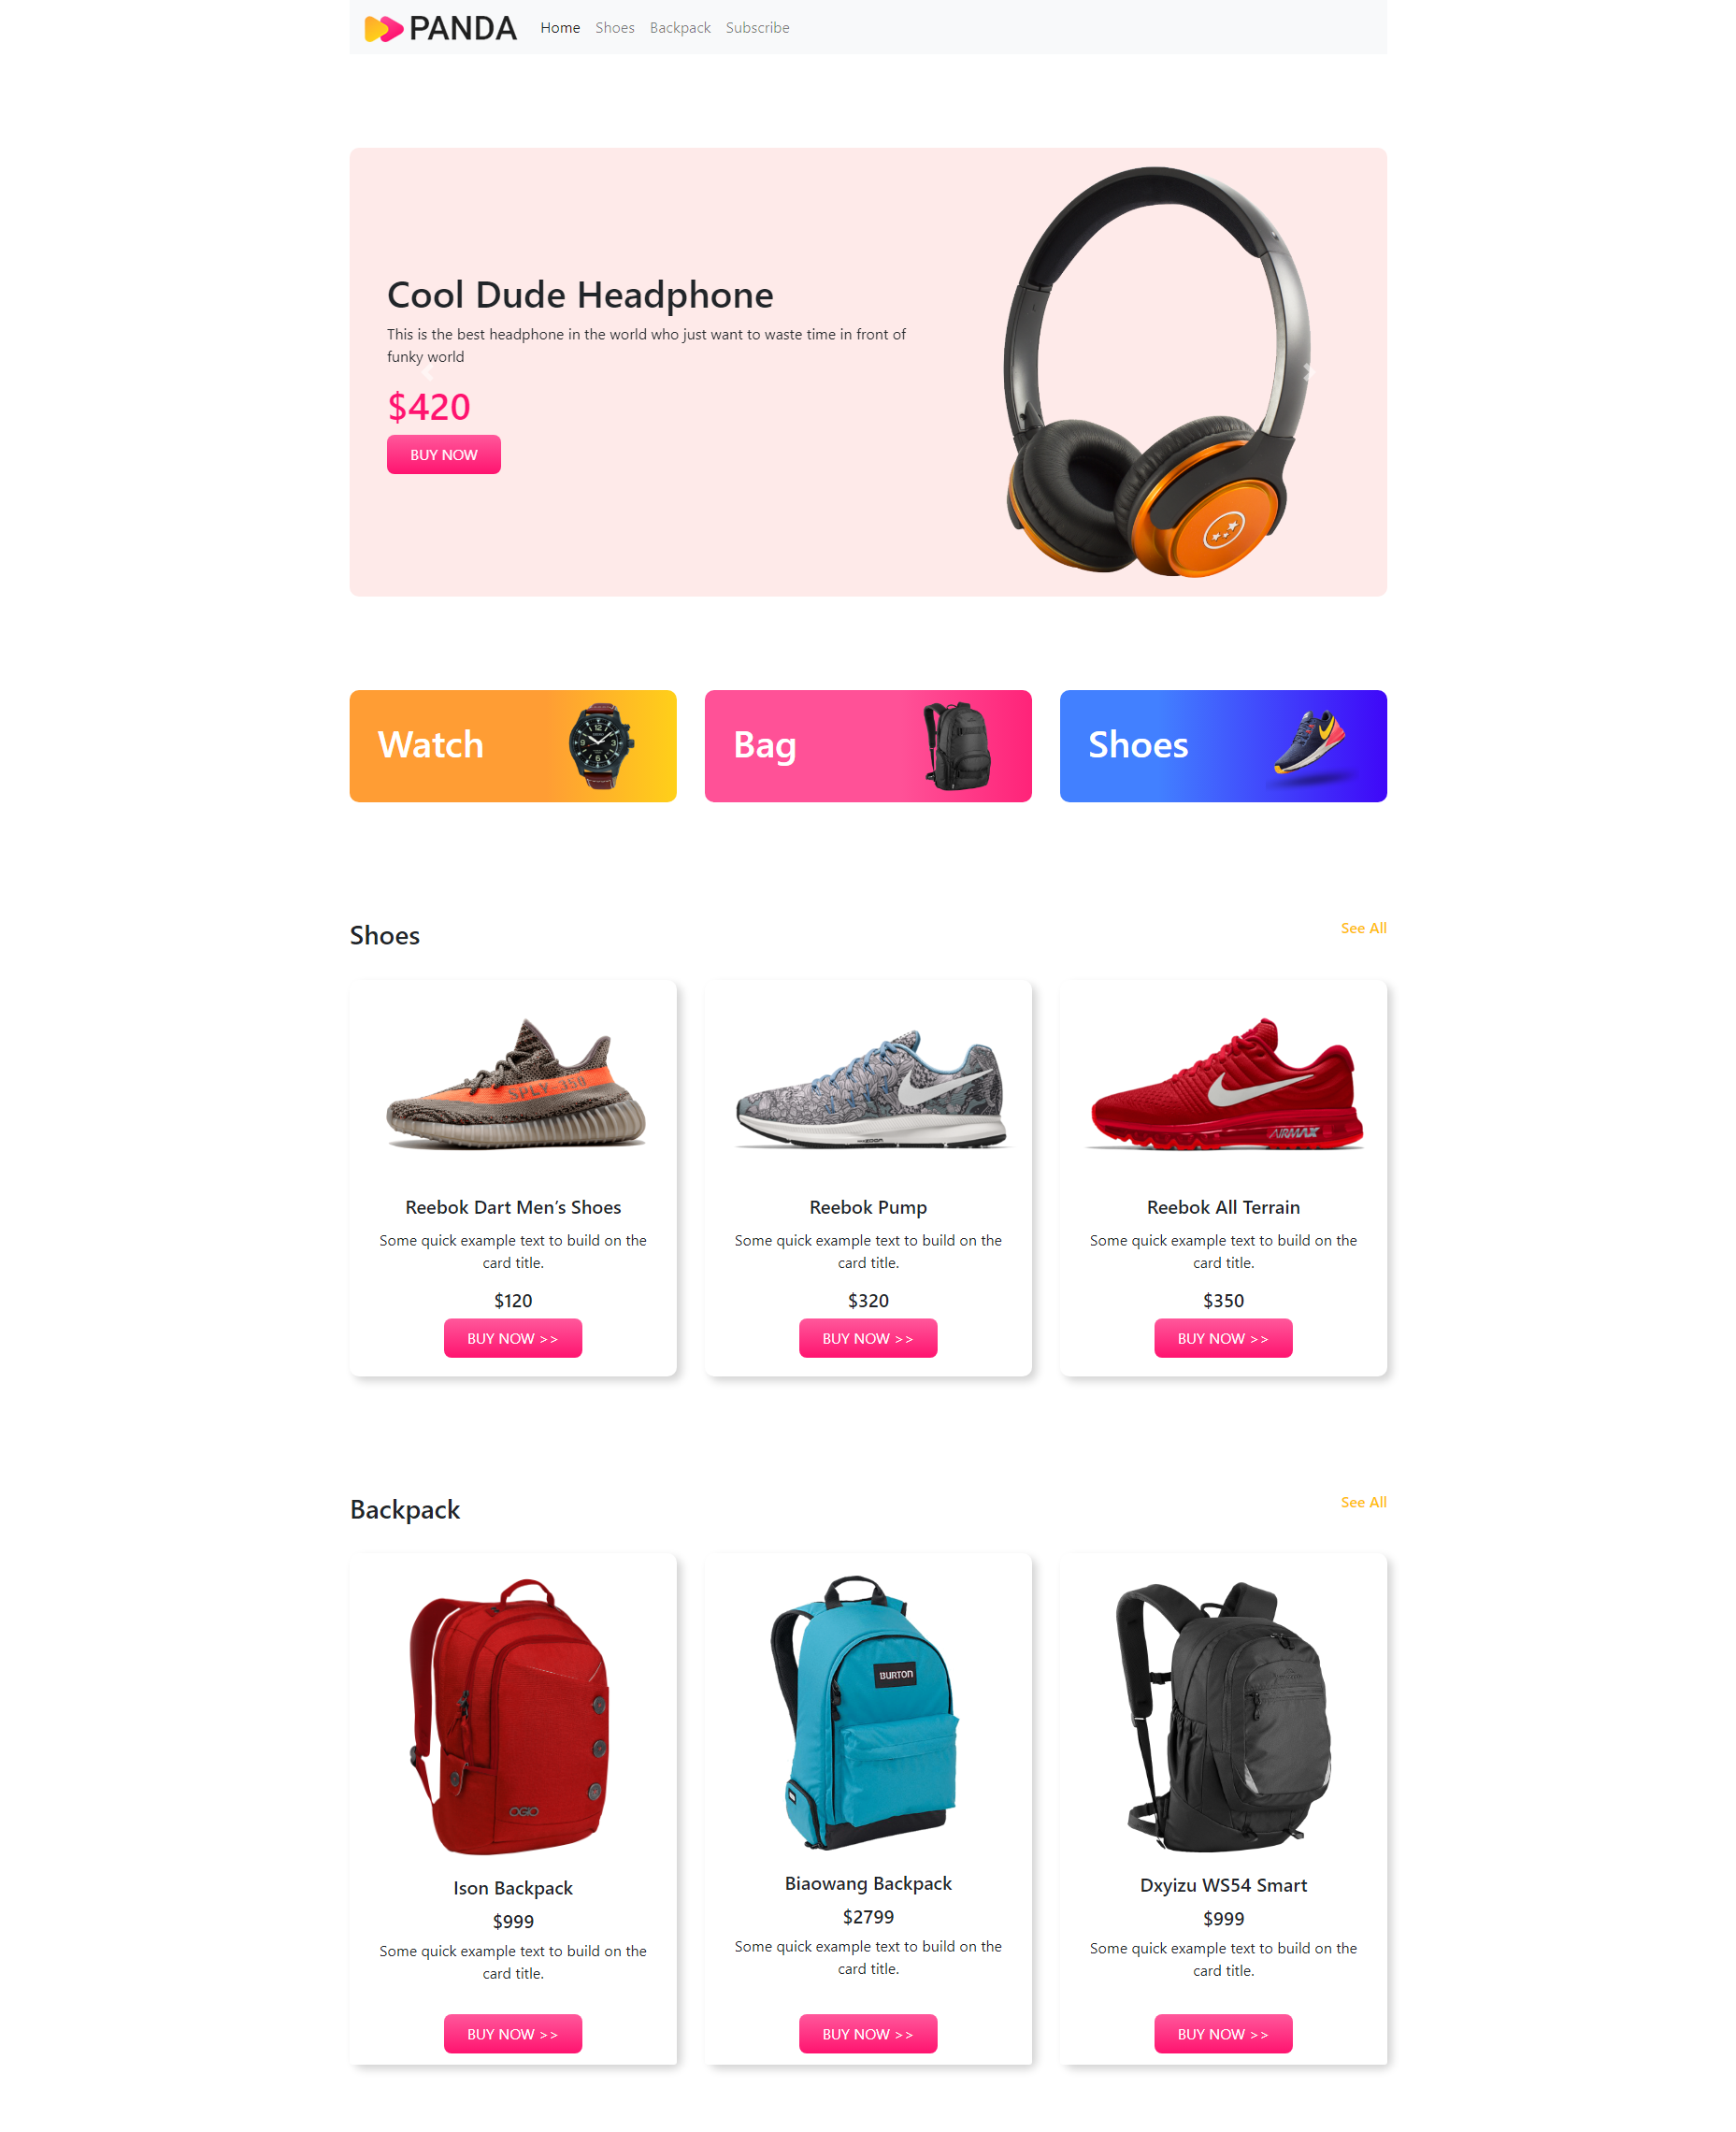 PANDA Home Shoes Backpack Subscribe
Cool Dude Headphone
This is the best headphone in the world who just want to waste time in front of
funky world
$420
BUY NOW
Watch
Bag
Shoes
Shoes
See All
SPLY-350
ZOOM
AIRMAX
Reebok Dart Men’s Shoes
Some quick example text to build on the
card title.
$120
BUY NOW >>
Reebok Pump
Some quick example text to build on the
card title.
$320
BUY NOW >>
Reebok All Terrain
Some quick example text to build on the
card title.
$350
BUY NOW >>
Backpack
See All
OGIO
Ison Backpack
$999
Some quick example text to build on the
card title.
BUY NOW >>
BURTON
Biaowang Backpack
$2799
Some quick example text to build on the
card title.
BUY NOW >>
Dxyizu WS54 Smart
$999
Some quick example text to build on the
card title.
BUY NOW >>